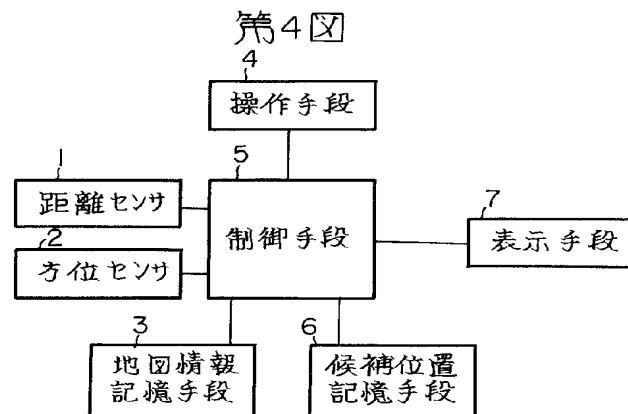 第4図
4
操作手段
1
距離センサ
5
制御手段
2
方位センサ
7
表示手段
3
地図情報
記憶手段
6
候補位置
記憶手段